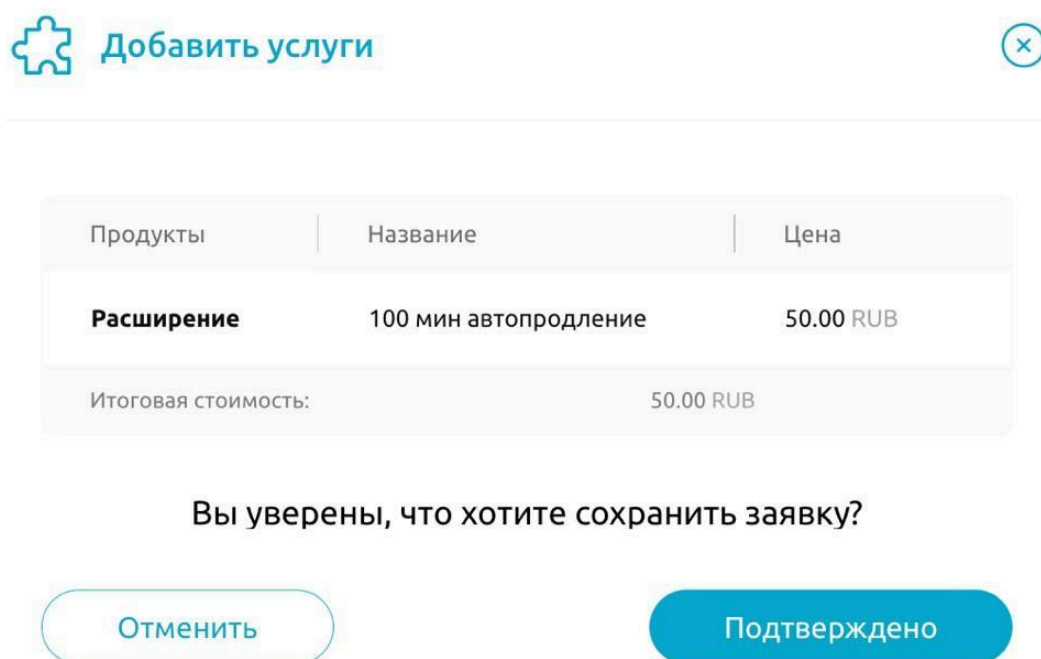 Добавить услуги
Продукты Название Цена
Расширение 100 мин автопродление 50.00 RUB
Итоговая стоимость: 50.00 RUB
Вы уверены, что хотите сохранить заявку?
Отменить Подтверждено